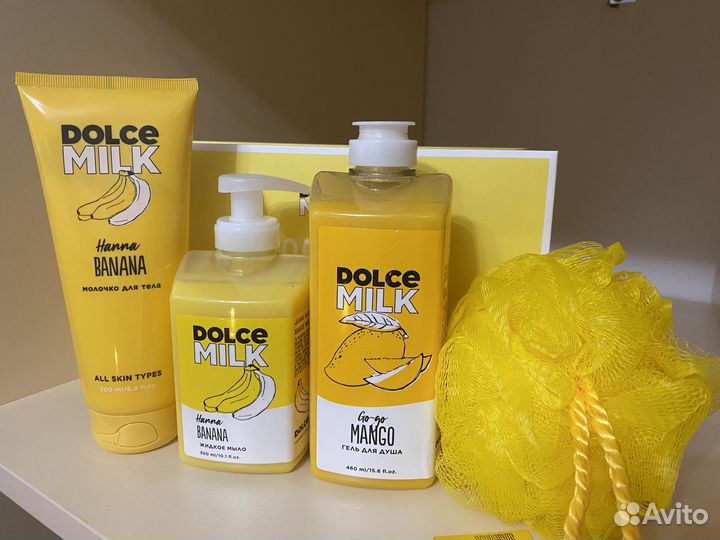 DOLCE
MILK
Hanna
BANANA
МОЛОЧКО ДЛЯ ТЕЛА
ALL SKIN TYPES
200 ml/6.8 fl.oz.
DOLCE
MILK
Hanna
BANANA
ЖИДКОЕ МЫЛО
300 ml/10.1 fl.oz.
DOLCE
MILK
Go-go
MANGO
ГЕЛЬ ДЛЯ ДУША
460 ml/15.6 fl.oz.
Avito